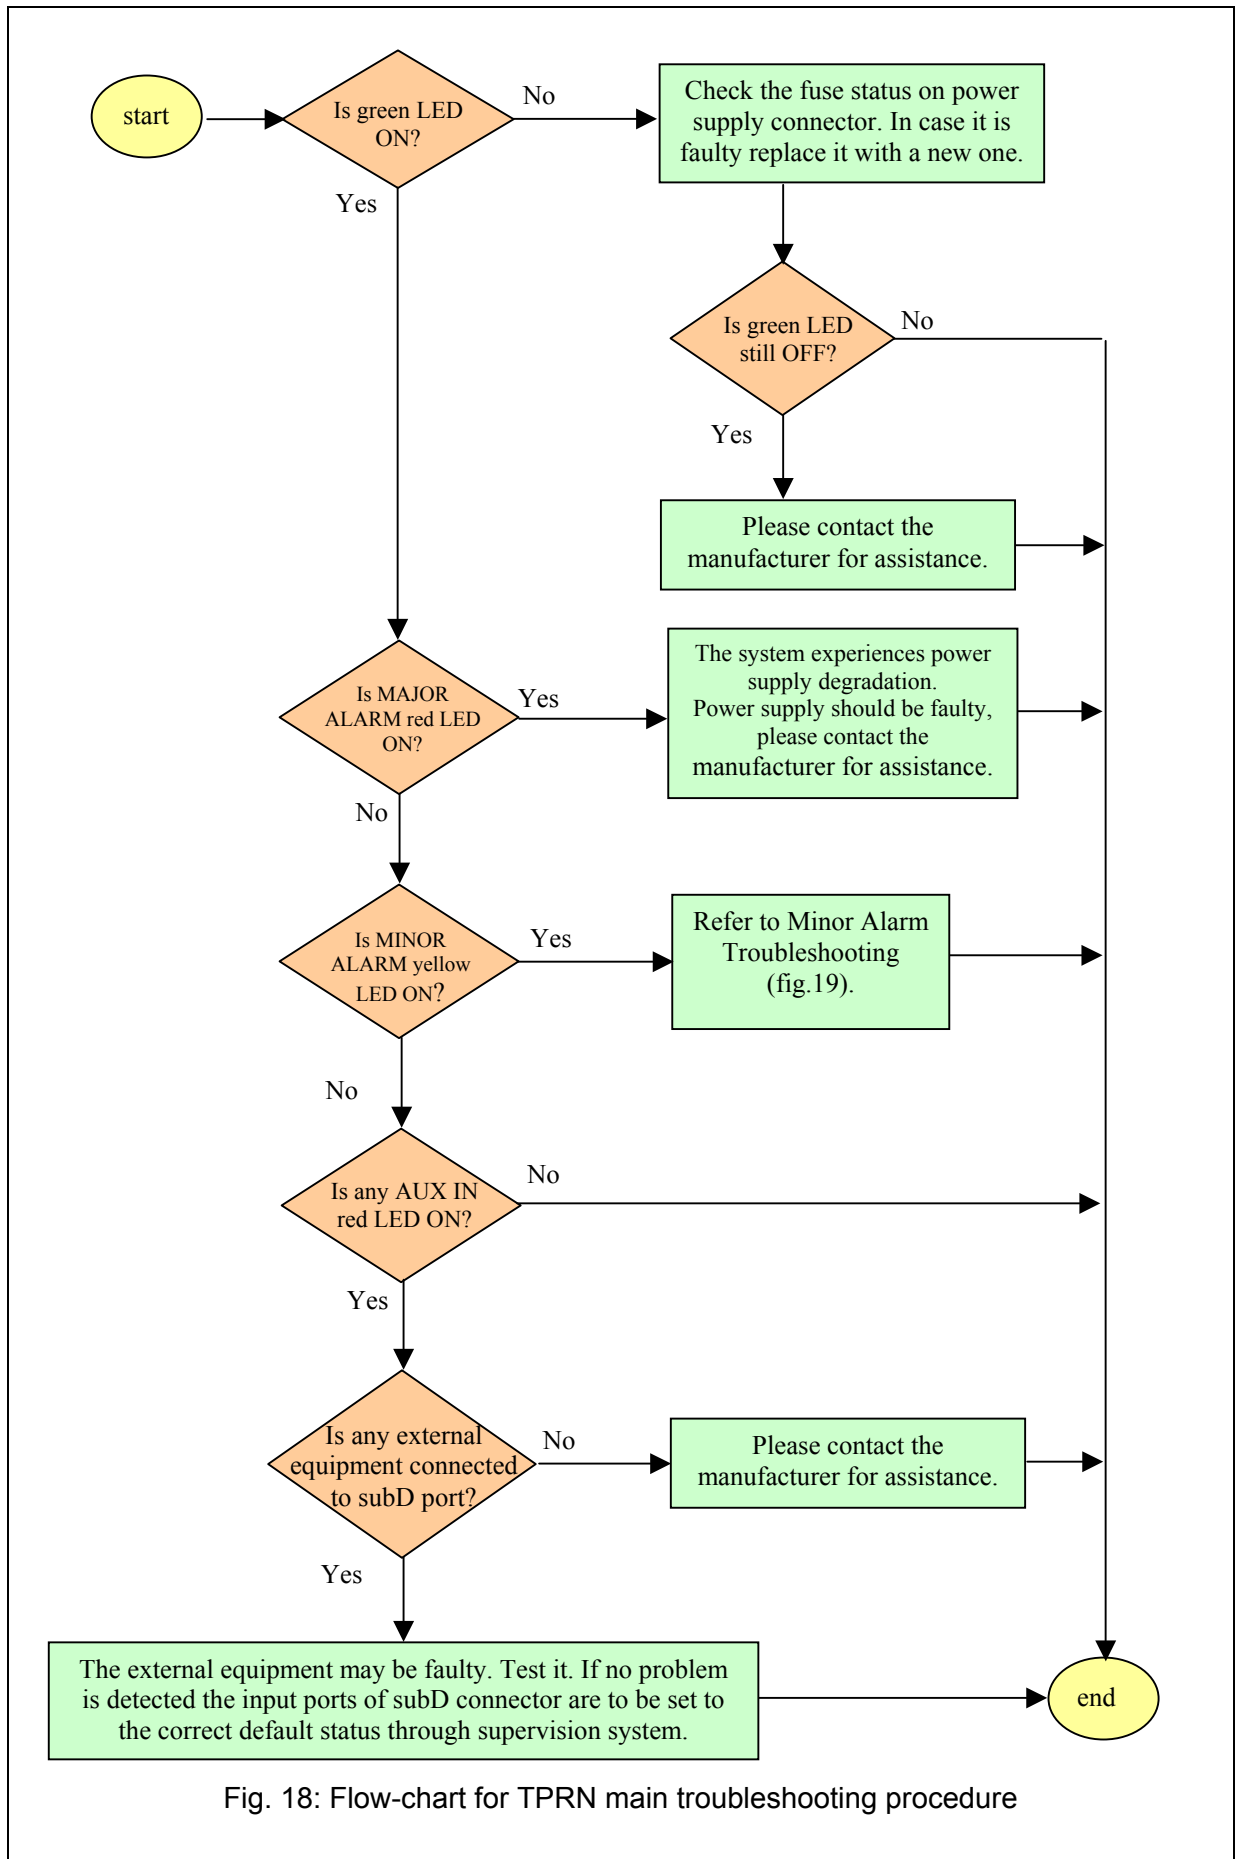 start
Is green LED
ON?
No
Check the fuse status on power
supply connector. In case it is
faulty replace it with a new one.
Yes
Is green LED
still OFF?
No
Yes
Please contact the
manufacturer for assistance.
Is MAJOR
ALARM red LED
ON?
Yes
The system experiences power
supply degradation.
Power supply should be faulty,
please contact the
manufacturer for assistance.
No
Is MINOR
ALARM yellow
LED ON?
Yes
Refer to Minor Alarm
Troubleshooting
(fig.19).
No
Is any AUX IN
red LED ON?
No
Yes
Is any external
equipment connected
to subD port?
No
Please contact the
manufacturer for assistance.
Yes
The external equipment may be faulty. Test it. If no problem
is detected the input ports of subD connector are to be set to
the correct default status through supervision system.
end
Fig. 18: Flow-chart for TPRN main troubleshooting procedure